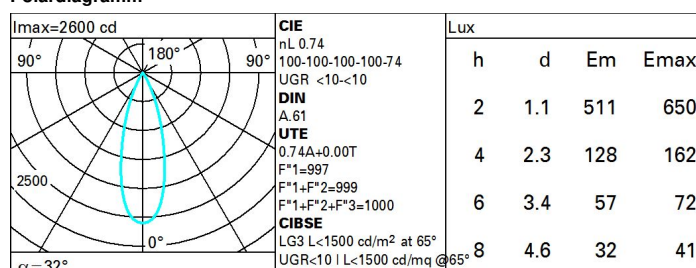 Imax=2600 cd
90° 180° 90°
2500
0°
α=32°
CIE
nL 0.74
100-100-100-100-74
UGR <10-<10
DIN
A.61
UTE
0.74A+0.00T
F"1=997
F"1+F"2=999
F"1+F"2+F"3=1000
CIBSE
LG3 L<1500 cd/m² at 65°
UGR<10 | L<1500 cd/mq @65°
Lux
h d Em Emax
2 1.1 511 650
4 2.3 128 162
6 3.4 57 72
8 4.6 32 41